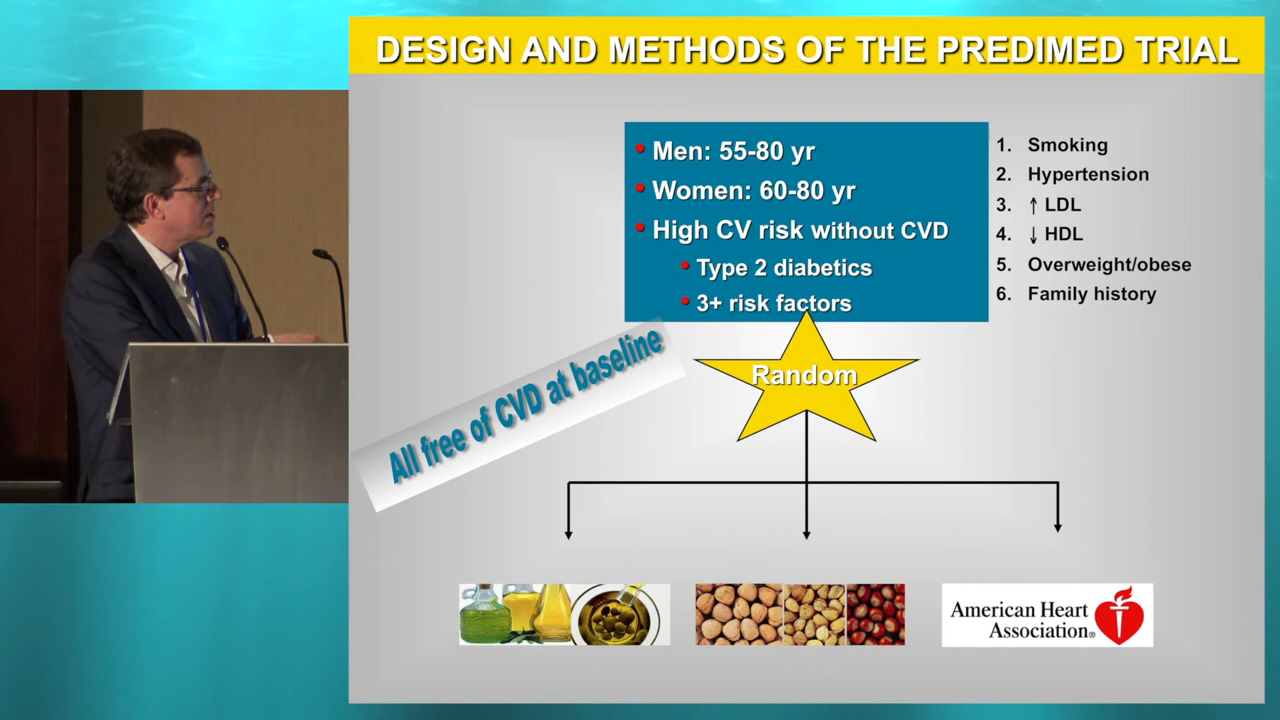 DESIGN AND METHODS OF THE PREDIMED TRIAL
• Men: 55-80 yr
• Women: 60-80 yr
• High CV risk without CVD
• Type 2 diabetics
• 3+ risk factors
1. Smoking
2. Hypertension
3. ↑ LDL
4. ↓ HDL
5. Overweight/obese
6. Family history
All free of CVD at baseline
Random
American Heart
Association®